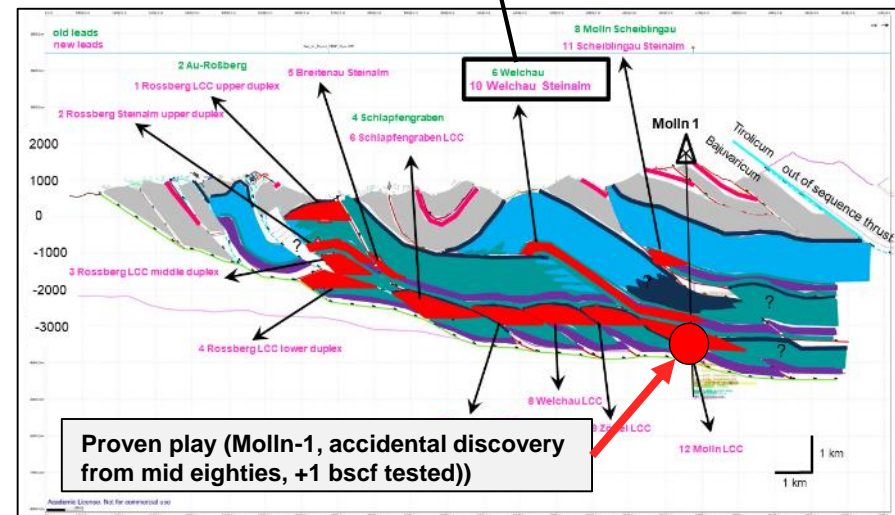 old leads
new leads
8 Molln Scheiblingau
11 Scheiblingau Steinalm
2 Au-Roßberg
1 Rossberg LCC upper duplex
5 Breitenau Steinalm
6 Welchau
10 Welchau Steinalm
2 Rossberg Steinalm upper duplex
4 Schlapfengraben
6 Schlapfengraben LCC
Molln 1
Tirolicum
Bajuvaricum
out of sequence thrust
2000
1000
0
-1000
-2000
-3000
?
?
?
3 Rossberg LCC middle duplex
4 Rossberg LCC lower duplex
8 Welchau LCC
LCC
12 Molln LCC
Proven play (Molln-1, accidental discovery
from mid eighties, +1 bscf tested))
1 km
1 km
Academic License. Not for commercial use